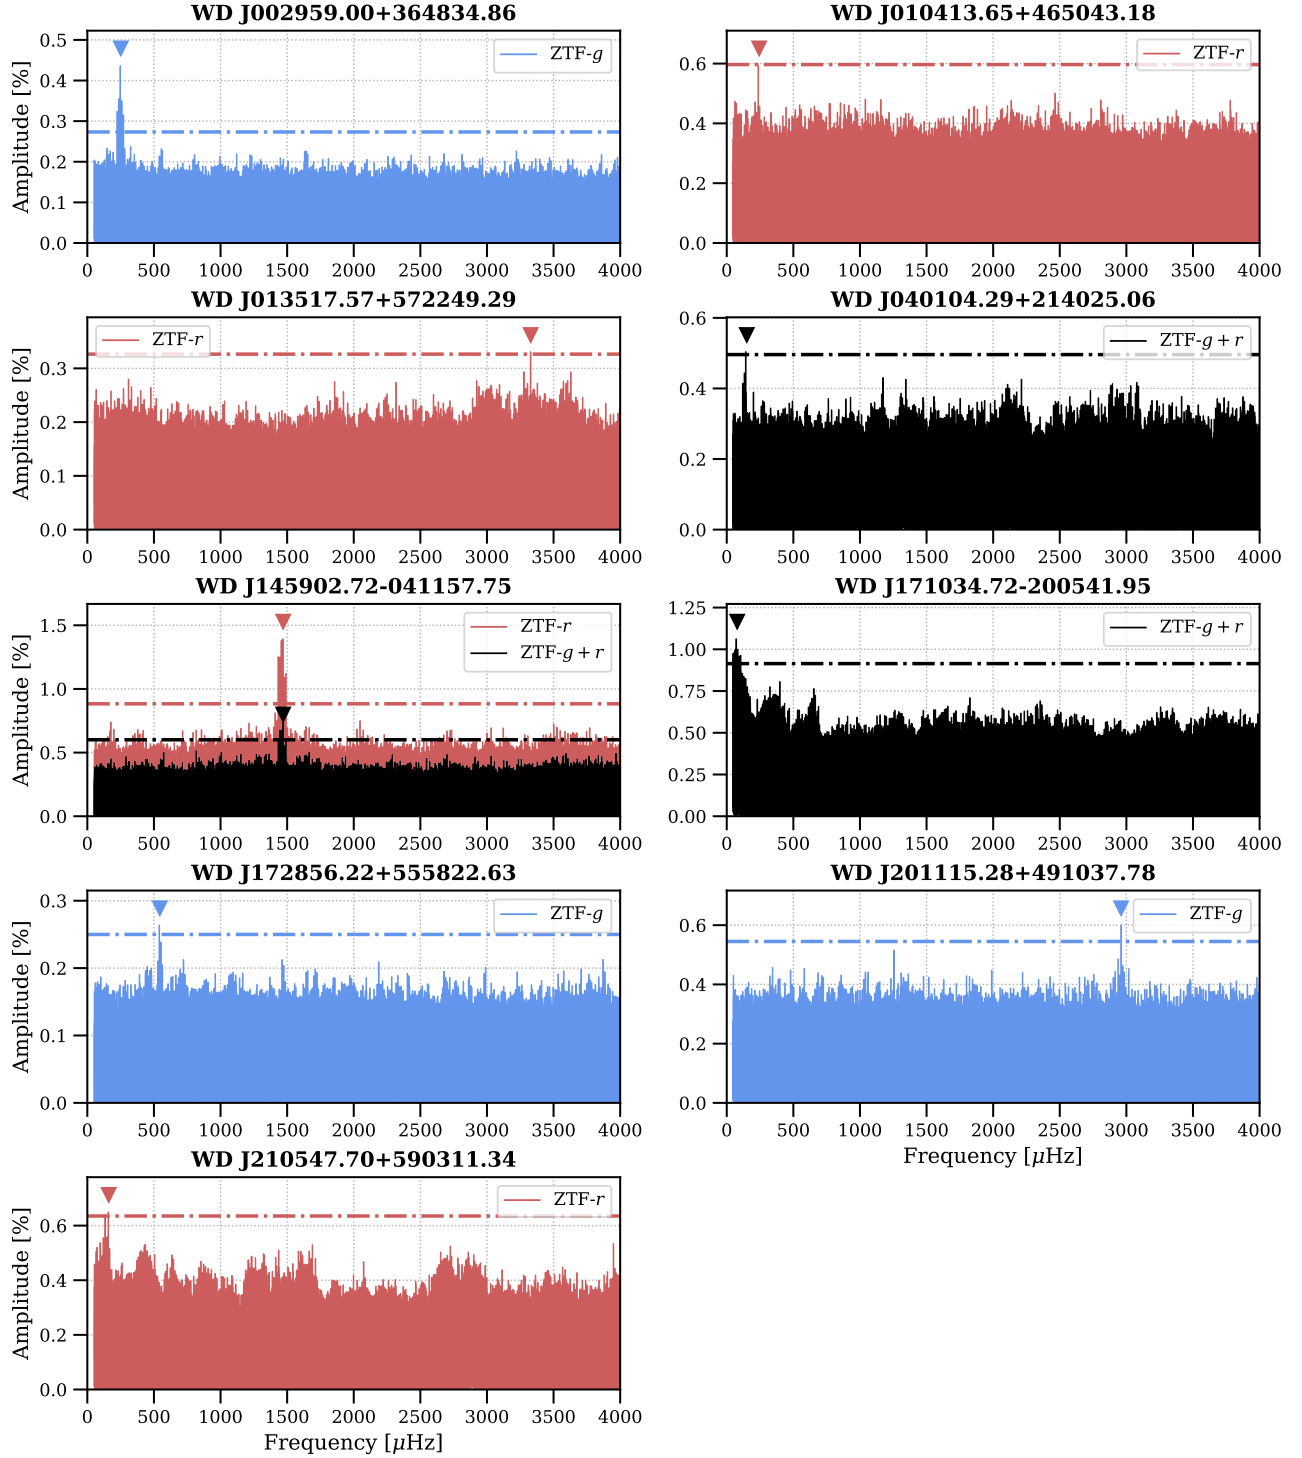 WD J002959.00+364834.86
Amplitude [%]
0.5
0.4
0.3
0.2
0.1
0.0
ZTF-g
0 500 1000 1500 2000 2500 3000 3500 4000
WD J010413.65+465043.18
0.6
0.4
0.2
0.0
ZTF-r
0 500 1000 1500 2000 2500 3000 3500 4000
WD J013517.57+572249.29
Amplitude [%]
0.3
0.2
0.1
0.0
ZTF-r
0 500 1000 1500 2000 2500 3000 3500 4000
WD J040104.29+214025.06
0.6
0.4
0.2
0.0
ZTF-g + r
0 500 1000 1500 2000 2500 3000 3500 4000
WD J145902.72-041157.75
Amplitude [%]
1.5
1.0
0.5
0.0
ZTF-r
ZTF-g + r
0 500 1000 1500 2000 2500 3000 3500 4000
WD J171034.72-200541.95
1.25
1.00
0.75
0.50
0.25
0.00
ZTF-g + r
0 500 1000 1500 2000 2500 3000 3500 4000
WD J172856.22+555822.63
Amplitude [%]
0.3
0.2
0.1
0.0
ZTF-g
0 500 1000 1500 2000 2500 3000 3500 4000
WD J201115.28+491037.78
0.6
0.4
0.2
0.0
ZTF-g
0 500 1000 1500 2000 2500 3000 3500 4000
Frequency [μHz]
WD J210547.70+590311.34
Amplitude [%]
0.6
0.4
0.2
0.0
ZTF-r
0 500 1000 1500 2000 2500 3000 3500 4000
Frequency [μHz]